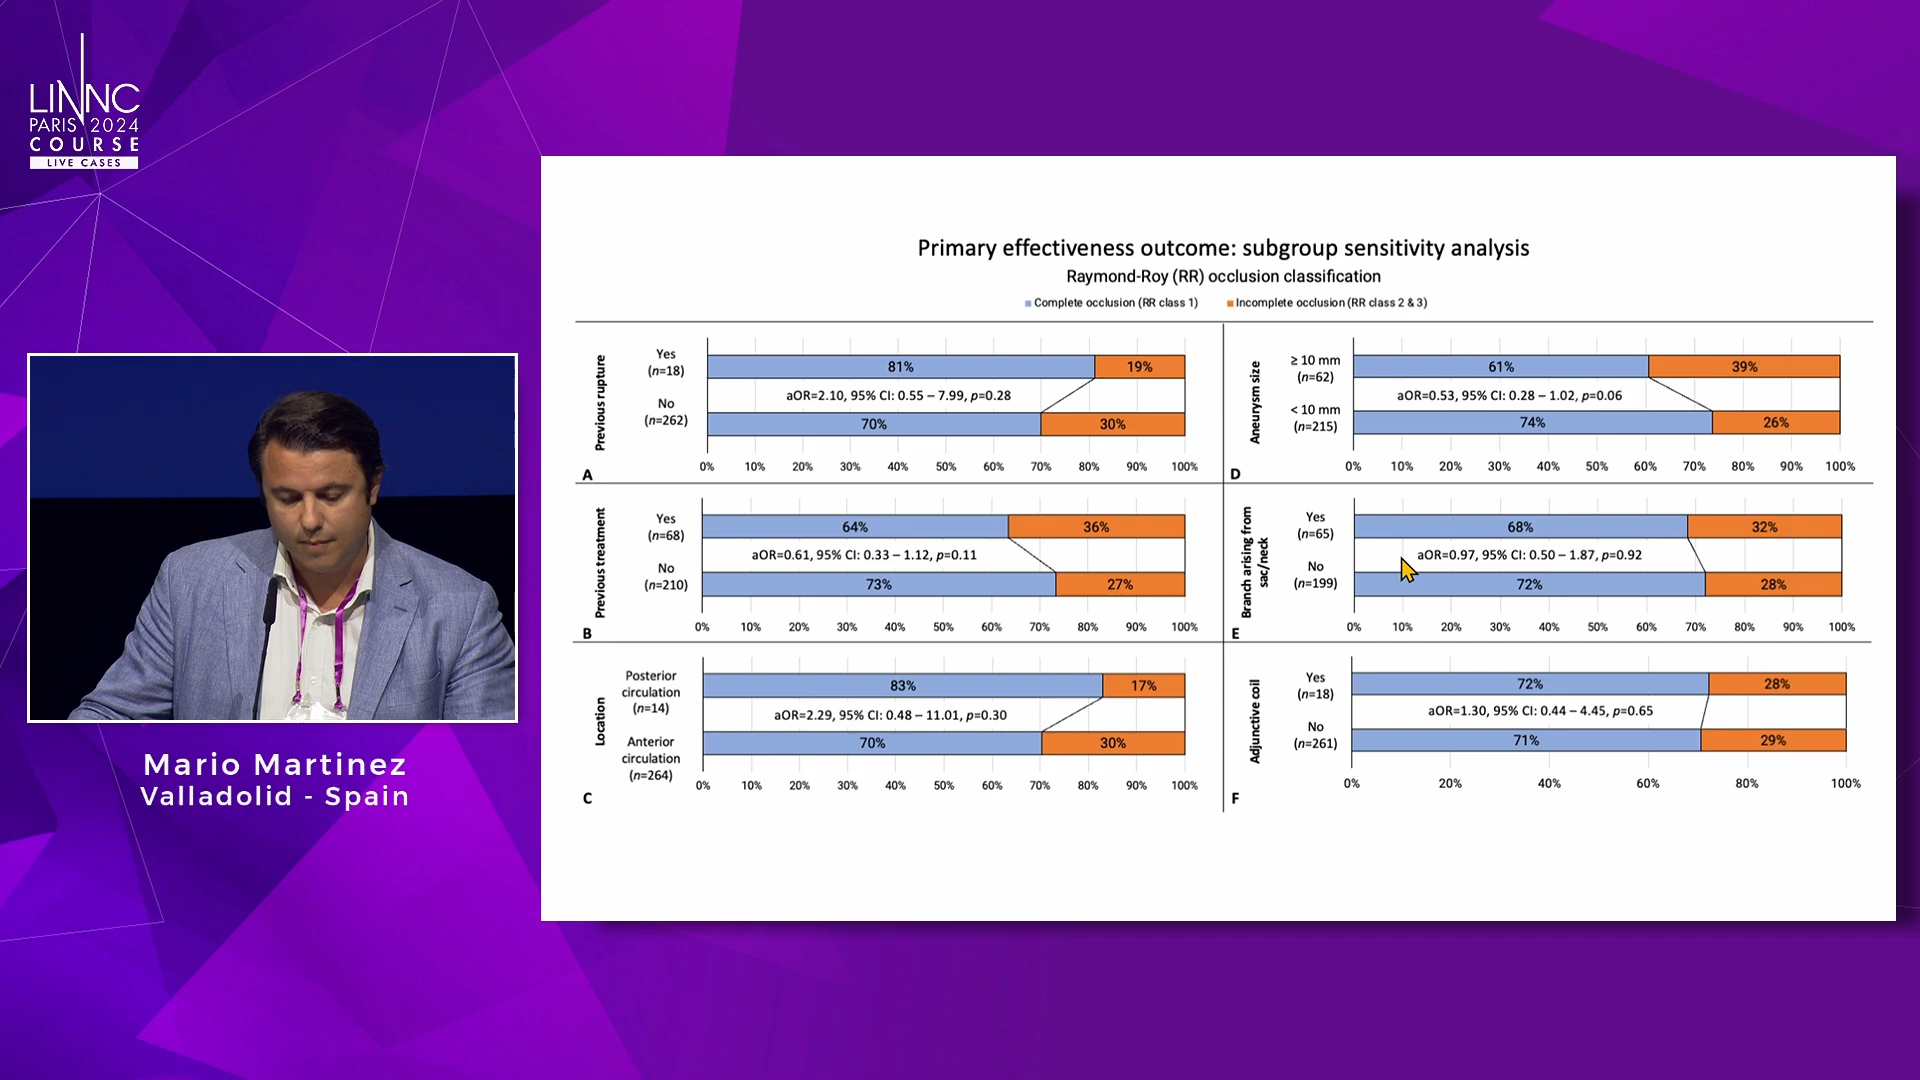 LINNC
PARIS 2024
COURSE
LIVE CASES
Mario Martinez
Valladolid - Spain
Primary effectiveness outcome: subgroup sensitivity analysis
Raymond-Roy (RR) occlusion classification
Complete occlusion (RR class 1) Incomplete occlusion (RR class 2 & 3)
Previous rupture
Yes
(n=18)
81% 19%
aOR=2.10, 95% CI: 0.55 – 7.99, p=0.28
No
(n=262)
70% 30%
0% 10% 20% 30% 40% 50% 60% 70% 80% 90% 100%
A
Previous treatment
Yes
(n=68)
64% 36%
aOR=0.61, 95% CI: 0.33 – 1.12, p=0.11
No
(n=210)
73% 27%
0% 10% 20% 30% 40% 50% 60% 70% 80% 90% 100%
B
Location
Posterior
circulation
(n=14)
83% 17%
aOR=2.29, 95% CI: 0.48 – 11.01, p=0.30
Anterior
circulation
(n=264)
70% 30%
0% 10% 20% 30% 40% 50% 60% 70% 80% 90% 100%
C
Aneurysm size
≥ 10 mm
(n=62)
61% 39%
aOR=0.53, 95% CI: 0.28 – 1.02, p=0.06
< 10 mm
(n=215)
74% 26%
0% 10% 20% 30% 40% 50% 60% 70% 80% 90% 100%
D
Branch arising from
sac/neck
Yes
(n=65)
68% 32%
aOR=0.97, 95% CI: 0.50 – 1.87, p=0.92
No
(n=199)
72% 28%
0% 10% 20% 30% 40% 50% 60% 70% 80% 90% 100%
E
Adjunctive coil
Yes
(n=18)
72% 28%
aOR=1.30, 95% CI: 0.44 – 4.45, p=0.65
No
(n=261)
71% 29%
0% 20% 40% 60% 80% 100%
F